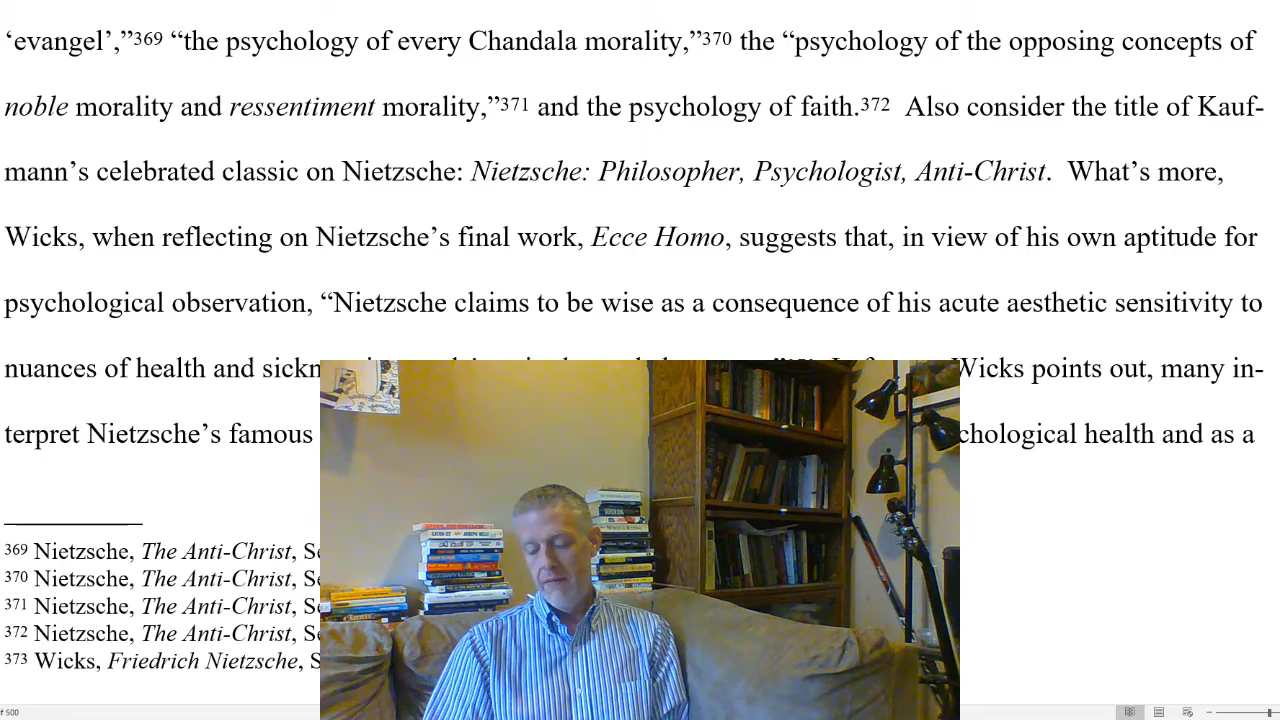 ‘evangel’,”369 “the psychology of every Chandala morality,”370 the “psychology of the opposing concepts of
noble morality and ressentiment morality,”371 and the psychology of faith.372 Also consider the title of Kauf-
mann’s celebrated classic on Nietzsche: Nietzsche: Philosopher, Psychologist, Anti-Christ. What’s more,
Wicks, when reflecting on Nietzsche’s final work, Ecce Homo, suggests that, in view of his own aptitude for
psychological observation, “Nietzsche claims to be wise as a consequence of his acute aesthetic sensitivity to
nuances of health and Wicks points out, many in-
terpret Nietzsche’s famous health and as a
369 Nietzsche, The Anti-Christ,
370 Nietzsche, The Anti-Christ,
371 Nietzsche, The Anti-Christ,
372 Nietzsche, The Anti-Christ,
373 Wicks, Friedrich Nietzsche,
CATCH-22
f 500